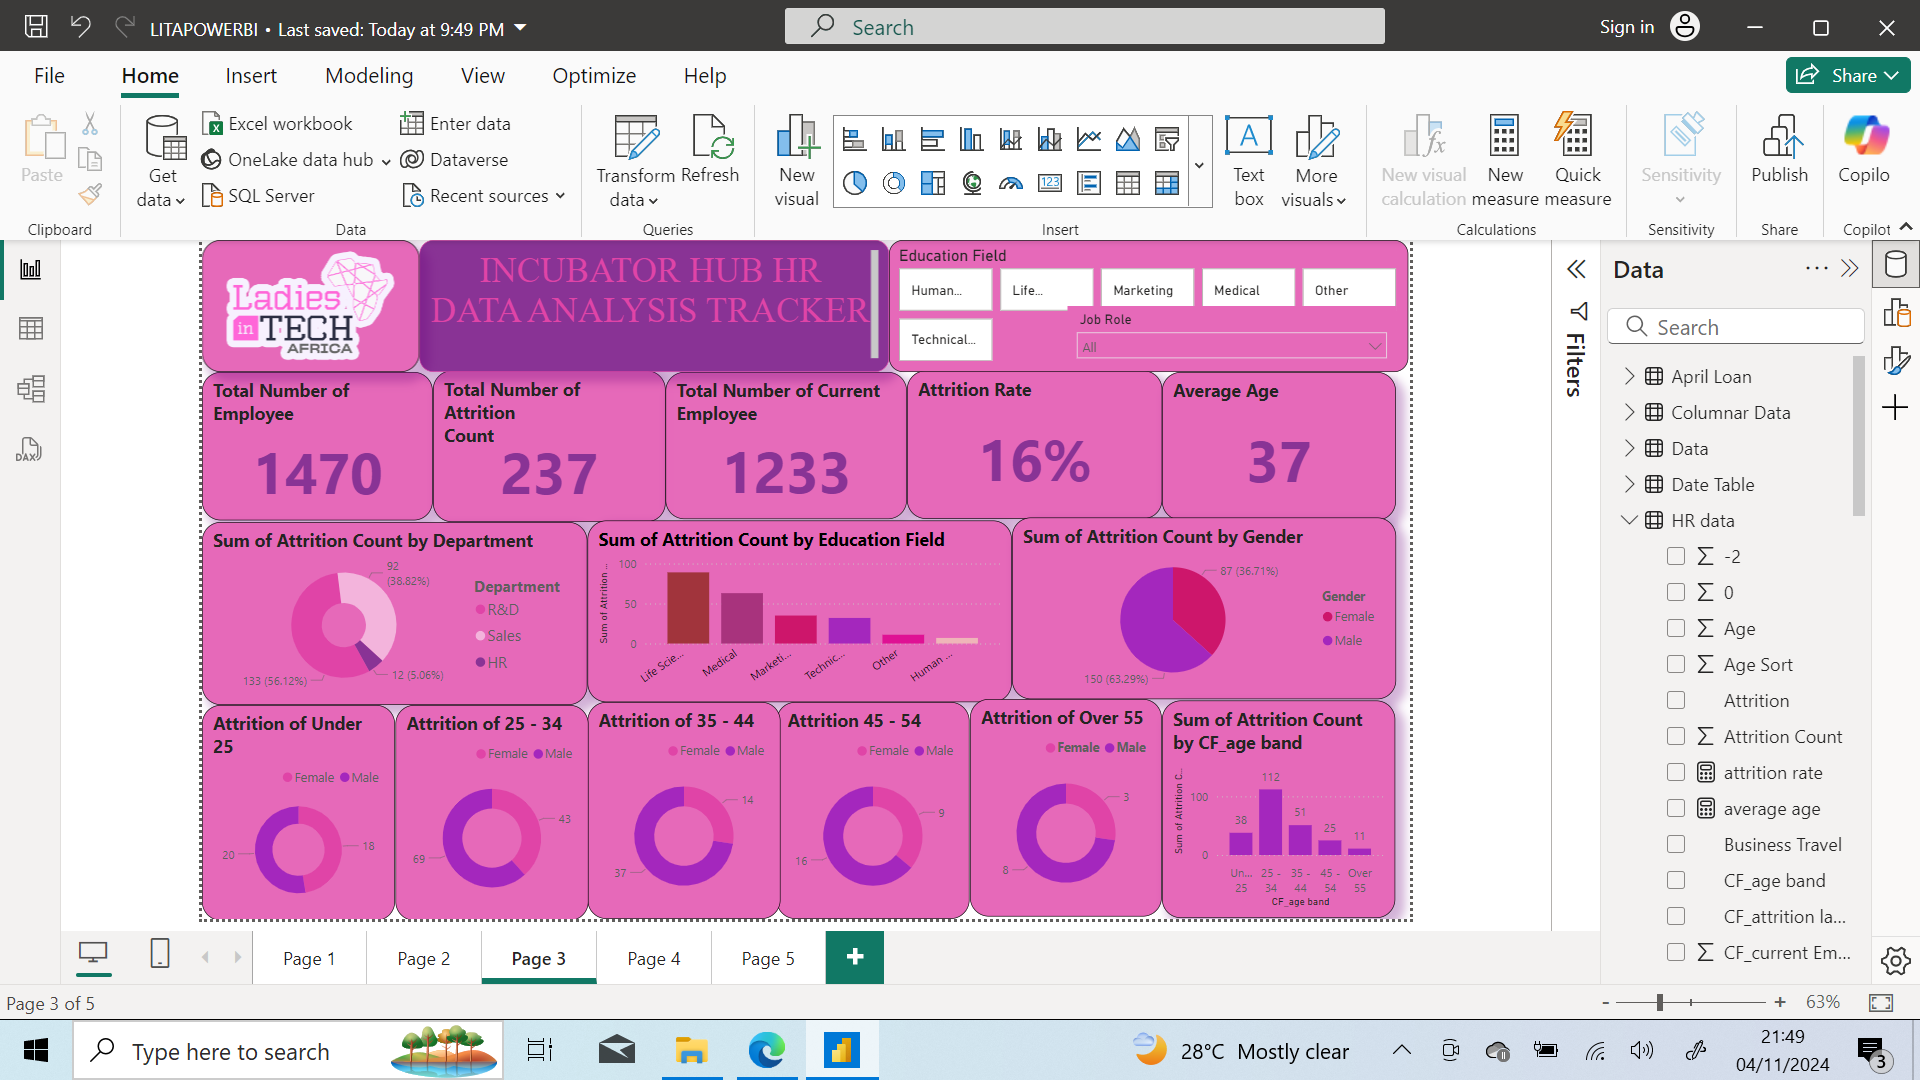 LITAPOWERBI • Last saved: Today at 9:49 PM
Search
Sign in
File
Home
Insert
Modeling
View
Optimize
Help
Share
Paste
Clipboard
Get data
Excel workbook
OneLake data hub
SQL Server
Enter data
Dataverse
Recent sources
Data
Transform data
Refresh
Queries
New visual
123
Text box
A
More visuals
Insert
New visual calculation
New measure
Quick measure
Calculations
Sensitivity
Sensitivity
Publish
Share
Copilo
Copilot
Ladies
in TECH
AFRICA
INCUBATOR HUB HR
DATA ANALYSIS TRACKER
Education Field
Human...
Life...
Marketing
Medical
Other
Technical...
Job Role
All
Total Number of
Employee
1470
Total Number of
Attrition
Count
237
Total Number of Current
Employee
1233
Attrition Rate
16%
Average Age
37
Sum of Attrition Count by Department
92
(38.82%)
133 (56.12%)
12 (5.06%)
Department
R&D
Sales
HR
Sum of Attrition Count by Education Field
Sum of Attrition ...
100
50
0
Life Scie...
Medical
Marketi...
Technic...
Other
Human ...
Sum of Attrition Count by Gender
87 (36.71%)
150 (63.29%)
Gender
Female
Male
Attrition of Under
25
Female Male
20
18
Attrition of 25 - 34
Female Male
43
69
Attrition of 35 - 44
Female Male
14
37
Attrition 45 - 54
Female Male
9
16
Attrition of Over 55
Female Male
3
8
Sum of Attrition Count
by CF_age band
Sum of Attrition C...
100
0
38
112
51
25
11
Un...
25
25 -
34
35 -
44
45 -
54
Over
55
CF_age band
Filters
Data
Search
April Loan
Columnar Data
Data
Date Table
HR data
-2
0
Age
Age Sort
Attrition
Attrition Count
attrition rate
average age
Business Travel
CF_age band
CF_attrition la...
CF_current Em...
DAX
Page 1
Page 2
Page 3
Page 4
Page 5
Page 3 of 5
63%
Type here to search
28°C Mostly clear
21:49
04/11/2024
3